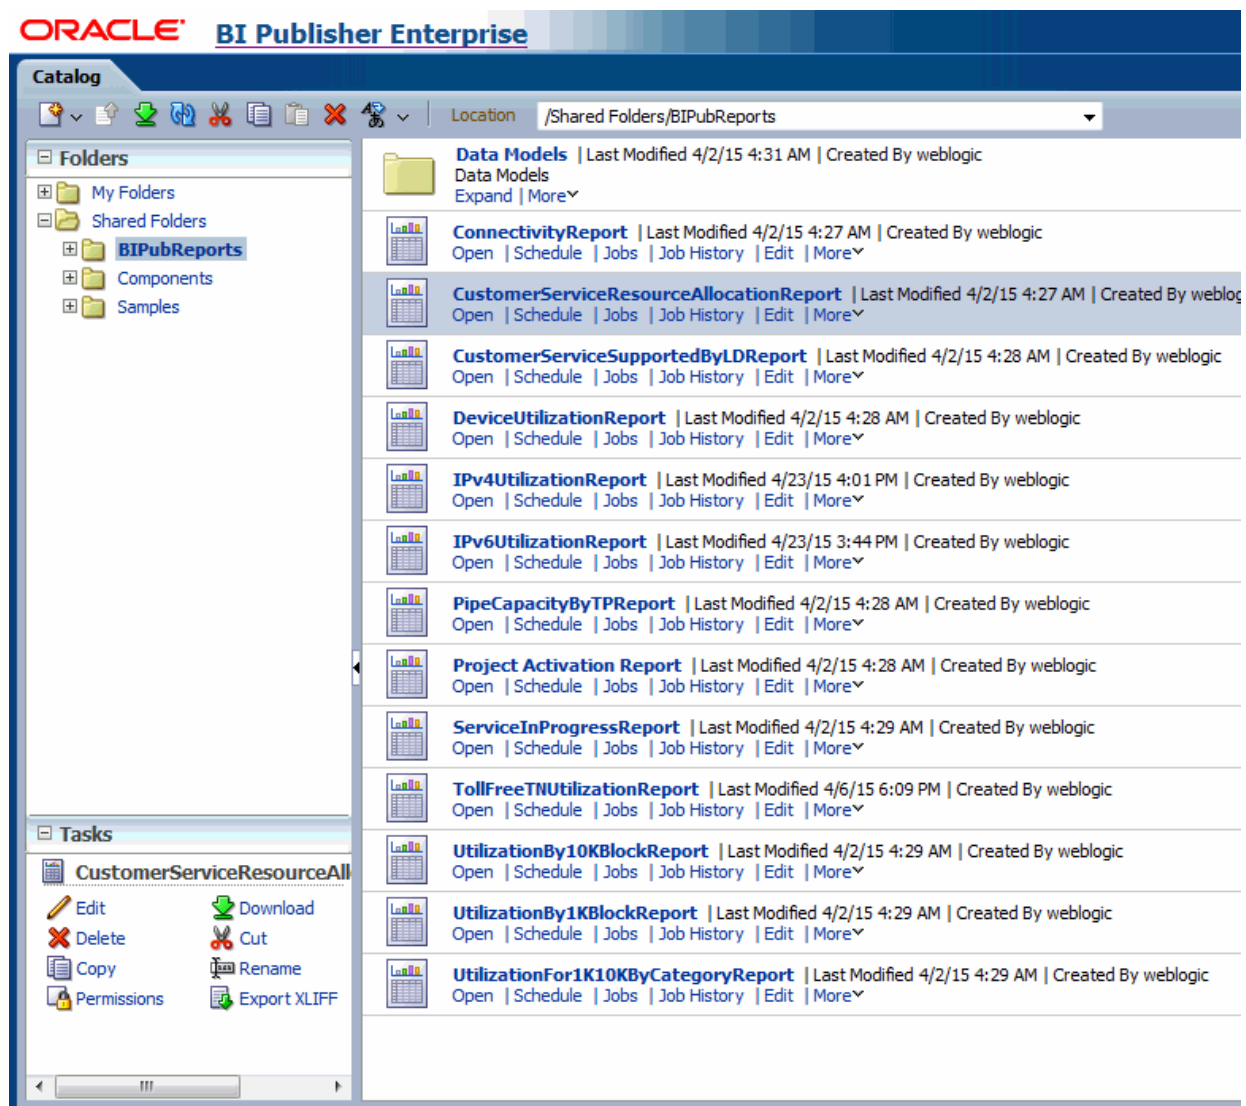 ORACLE BI Publisher Enterprise
Catalog
Location /Shared Folders/BIPubReports
Folders
My Folders
Shared Folders
BIPubReports
Components
Samples
Data Models | Last Modified 4/2/15 4:31 AM | Created By weblogic
Data Models
Expand | More
ConnectivityReport | Last Modified 4/2/15 4:27 AM | Created By weblogic
Open | Schedule | Jobs | Job History | Edit | More
CustomerServiceResourceAllocationReport | Last Modified 4/2/15 4:27 AM | Created By weblog
Open | Schedule | Jobs | Job History | Edit | More
CustomerServiceSupportedByLDReport | Last Modified 4/2/15 4:28 AM | Created By weblogic
Open | Schedule | Jobs | Job History | Edit | More
DeviceUtilizationReport | Last Modified 4/2/15 4:28 AM | Created By weblogic
Open | Schedule | Jobs | Job History | Edit | More
IPv4UtilizationReport | Last Modified 4/23/15 4:01 PM | Created By weblogic
Open | Schedule | Jobs | Job History | Edit | More
IPv6UtilizationReport | Last Modified 4/23/15 3:44 PM | Created By weblogic
Open | Schedule | Jobs | Job History | Edit | More
PipeCapacityByTPReport | Last Modified 4/2/15 4:28 AM | Created By weblogic
Open | Schedule | Jobs | Job History | Edit | More
Project Activation Report | Last Modified 4/2/15 4:28 AM | Created By weblogic
Open | Schedule | Jobs | Job History | Edit | More
ServiceInProgressReport | Last Modified 4/2/15 4:29 AM | Created By weblogic
Open | Schedule | Jobs | Job History | Edit | More
TollFreeTNUtilizationReport | Last Modified 4/6/15 6:09 PM | Created By weblogic
Open | Schedule | Jobs | Job History | Edit | More
UtilizationBy10KBlockReport | Last Modified 4/2/15 4:29 AM | Created By weblogic
Open | Schedule | Jobs | Job History | Edit | More
UtilizationBy1KBlockReport | Last Modified 4/2/15 4:29 AM | Created By weblogic
Open | Schedule | Jobs | Job History | Edit | More
UtilizationFor1K10KByCategoryReport | Last Modified 4/2/15 4:29 AM | Created By weblogic
Open | Schedule | Jobs | Job History | Edit | More
Tasks
CustomerServiceResourceAll
Edit Download
Delete Cut
Copy Rename
Permissions Export XLIFF